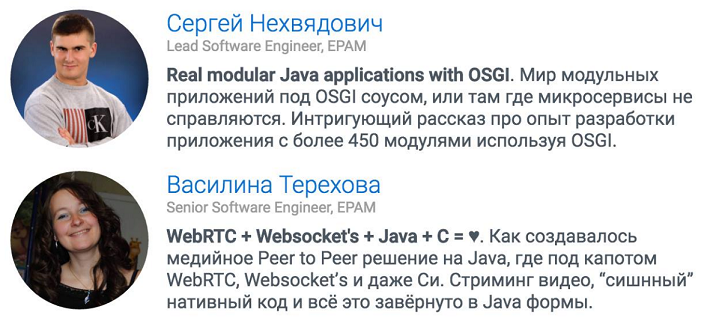 Сергей Нехвядович
Lead Software Engineer, EPAM
Real modular Java applications with OSGI. Мир модульных
приложений под OSGI соусом, или там где микросервисы не
справляются. Интригующий рассказ про опыт разработки
приложения с более 450 модулями используя OSGI.
CK
Василина Терехова
Senior Software Engineer, EPAM
WebRTC + Websocket's + Java + C = ♥. Как создавалось
медийное Peer to Peer решение на Java, где под капотом
WebRTC, Websocket’s и даже Си. Стриминг видео, “сишнный”
нативный код и всё это завёрнуто в Java формы.